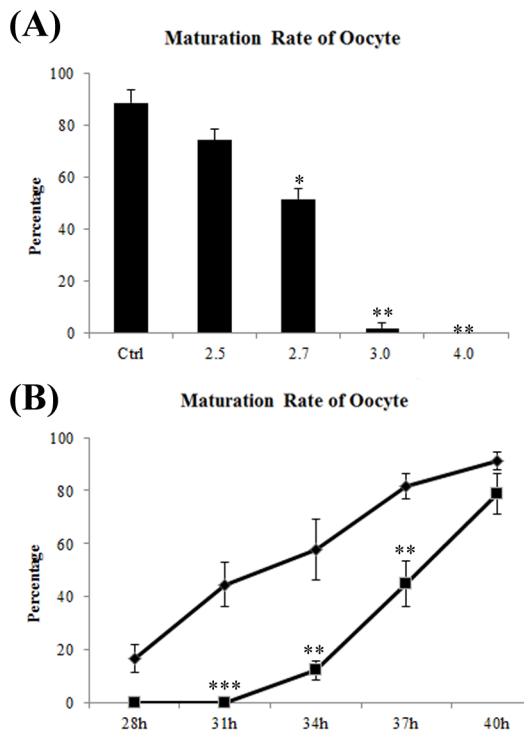 (A)
Maturation Rate of Oocyte
Percentage
100
80
60
40
20
0
*
**
**
Ctrl 2.5 2.7 3.0 4.0
(B)
Maturation Rate of Oocyte
Percentage
100
80
60
40
20
0
***
**
**
28h 31h 34h 37h 40h